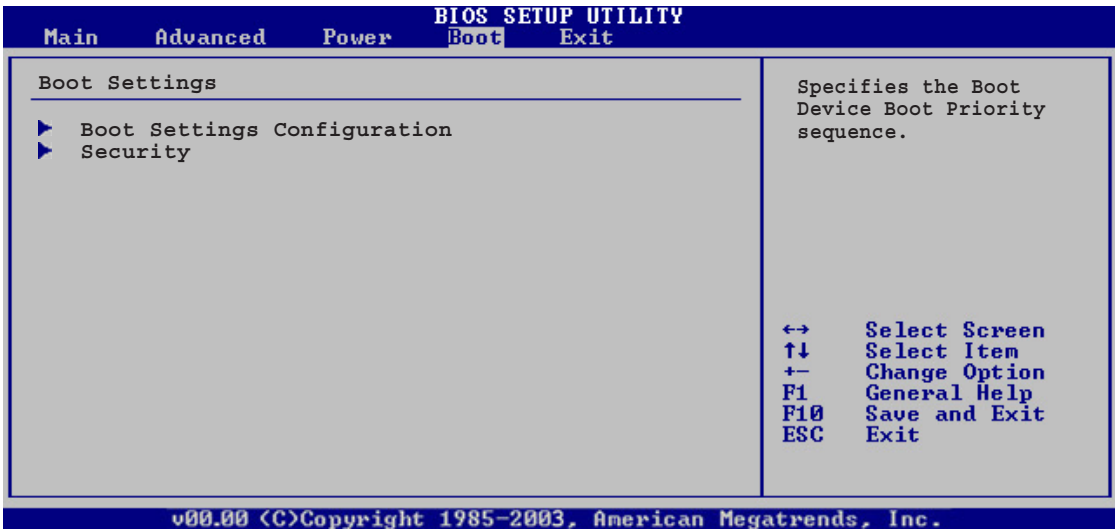 BIOS SETUP UTILITY
Main Advanced Power Boot Exit
Boot Settings
Boot Settings Configuration
Security
Specifies the Boot
Device Boot Priority
sequence.
←→ Select Screen
↑↓ Select Item
+- Change Option
F1 General Help
F10 Save and Exit
ESC Exit
v00.00 (C)Copyright 1985-2003, American Megatrends, Inc.